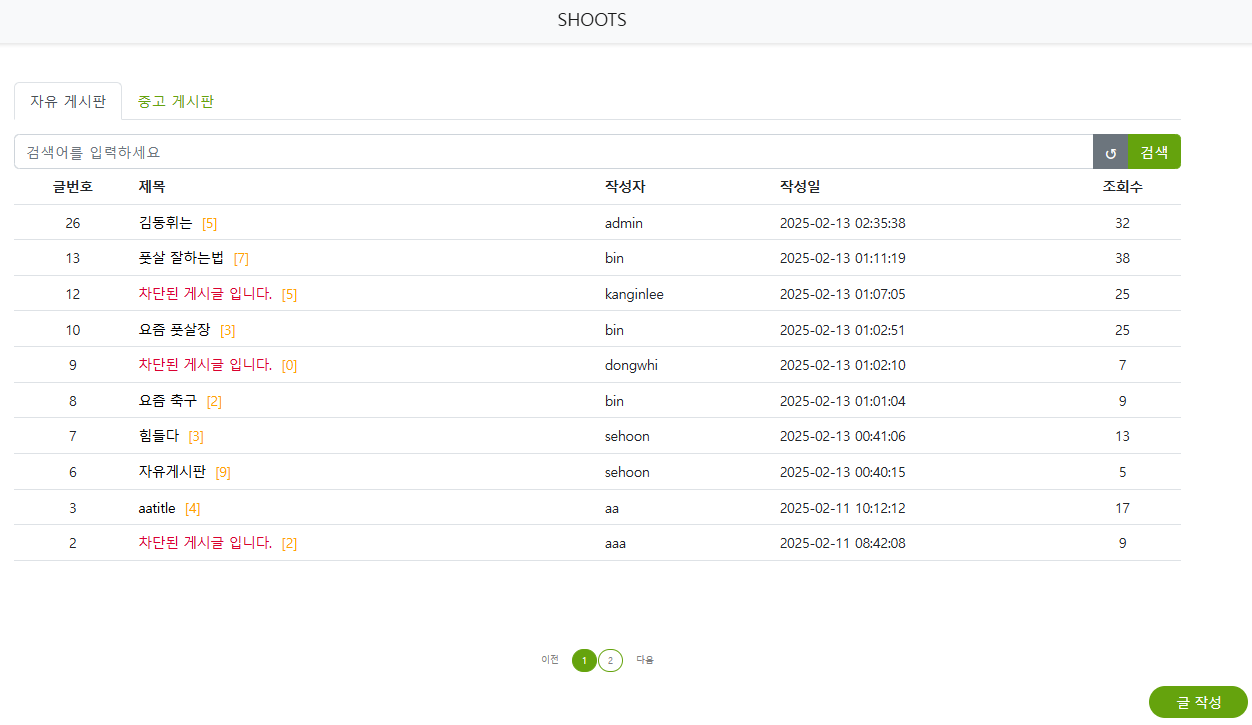 SHOOTS
자유 게시판 중고 게시판
검색어를 입력하세요 ↺ 검색
글번호 제목 작성자 작성일 조회수
26 김동휘는 [5] admin 2025-02-13 02:35:38 32
13 풋살 잘하는법 [7] bin 2025-02-13 01:11:19 38
12 차단된 게시글 입니다. [5] kanginlee 2025-02-13 01:07:05 25
10 요즘 풋살장 [3] bin 2025-02-13 01:02:51 25
9 차단된 게시글 입니다. [0] dongwhi 2025-02-13 01:02:10 7
8 요즘 축구 [2] bin 2025-02-13 01:01:04 9
7 힘들다 [3] sehoon 2025-02-13 00:41:06 13
6 자유게시판 [9] sehoon 2025-02-13 00:40:15 5
3 aatitle [4] aa 2025-02-11 10:12:12 17
2 차단된 게시글 입니다. [2] aaa 2025-02-11 08:42:08 9
이전 1 2 다음
글 작성